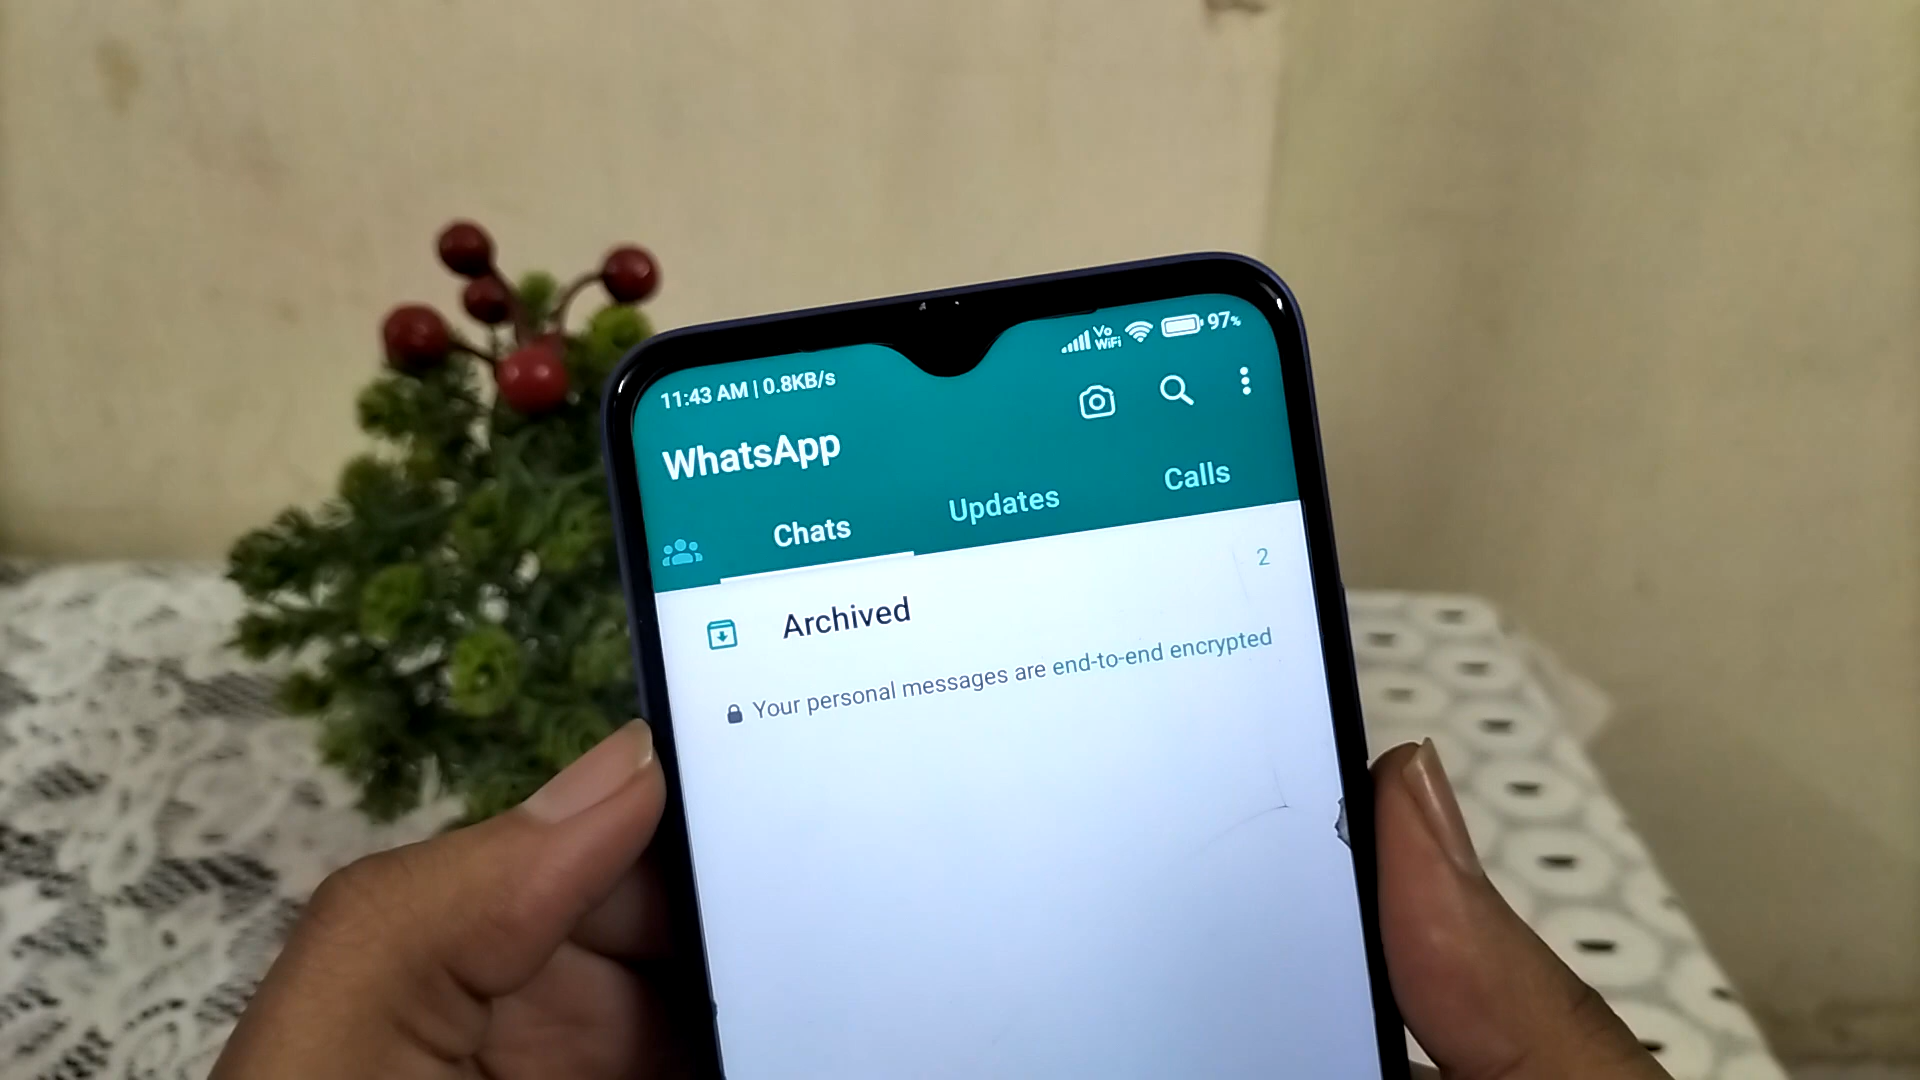 11:43 AM | 0.8KB/s
Vo WiFi 97%
WhatsApp
Chats Updates Calls
Archived 2
Your personal messages are end-to-end encrypted